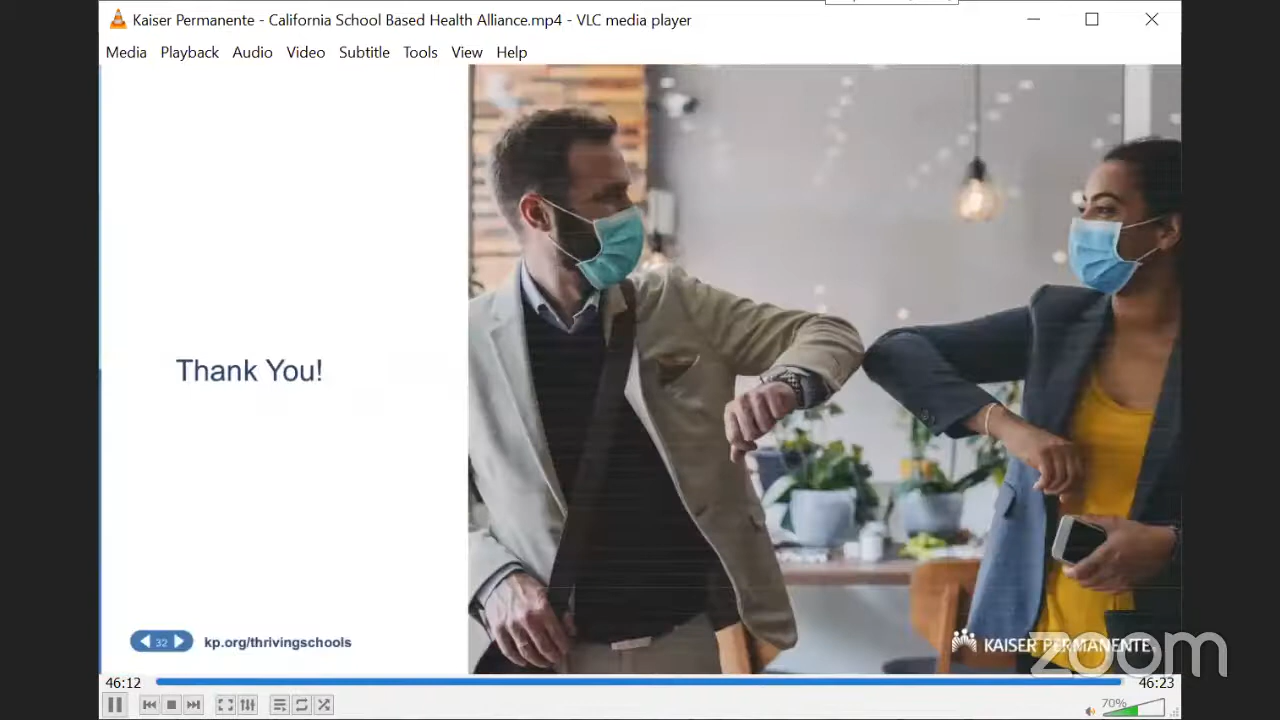 Kaiser Permanente - California School Based Health Alliance.mp4 - VLC media player
Media Playback Audio Video Subtitle Tools View Help
Thank You!
32
kp.org/thrivingschools
KAISER PERMANENTE.
zoom
46:12
46:23
70%